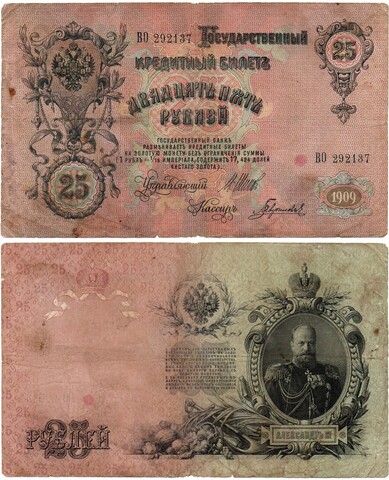 ВО 292137 Государственный
Кредитный Билетъ
25
ДВАДЦАТЬ ПЯТЬ
РУБЛЕЙ
ГОСУДАРСТВЕННЫЙ БАНКЪ
РАЗМѢНИВАЕТЪ КРЕДИТНЫЕ БИЛЕТЫ
НА ЗОЛОТУЮ МОНЕТУ БЕЗЪ ОГРАНИЧЕНІЯ СУММЫ
(1 РУБЛЬ = 1/15 ИМПЕРІАЛА, СОДЕРЖИТЪ 17,424 ДОЛЕЙ
ЧИСТАГО ЗОЛОТА).
ВО 292137
25
Управляющій
Кассиръ
1909
25 РУБЛЕЙ
АЛЕКСАНДРЪ III